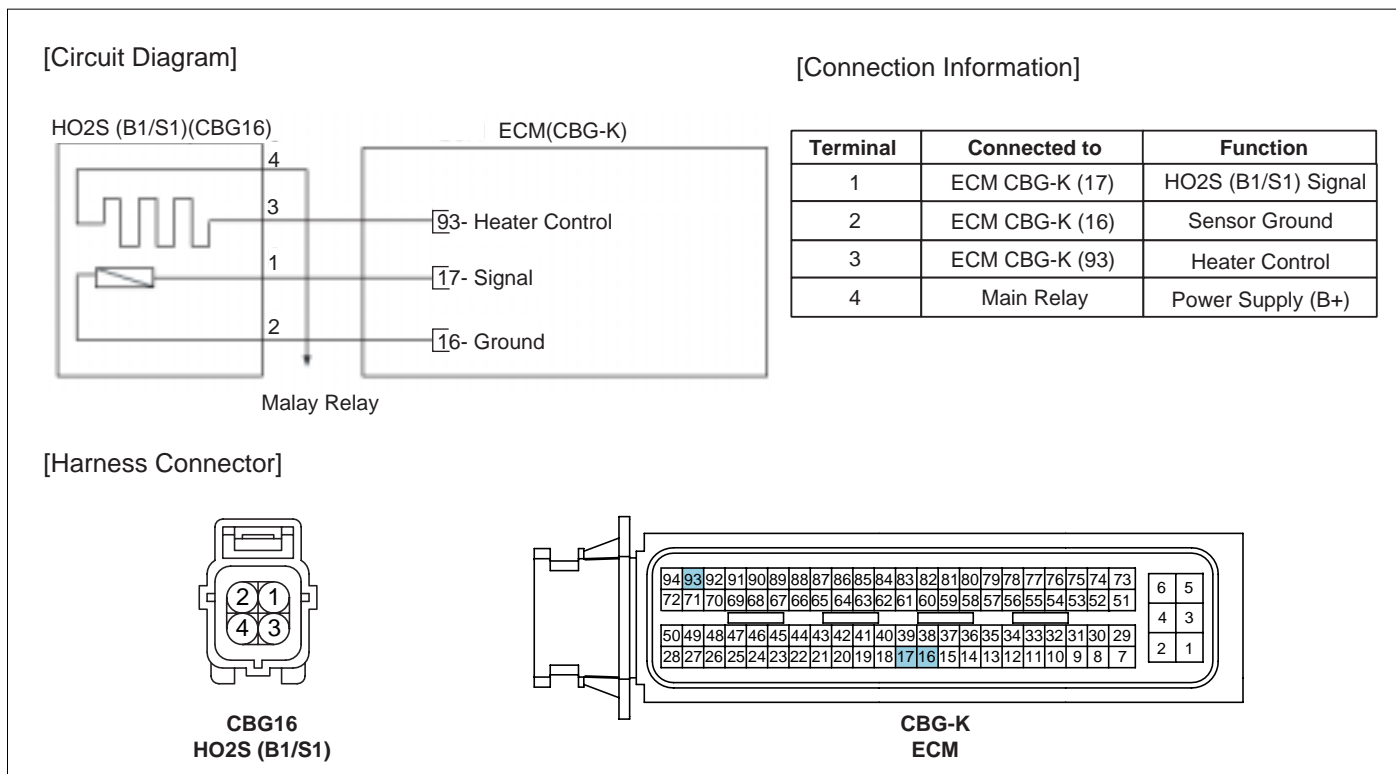 [Circuit Diagram]
[Connection Information]
HO2S (B1/S1)(CBG16)
ECM(CBG-K)
4
3
93- Heater Control
1
17- Signal
2
16- Ground
Malay Relay
Terminal Connected to Function
1 ECM CBG-K (17) HO2S (B1/S1) Signal
2 ECM CBG-K (16) Sensor Ground
3 ECM CBG-K (93) Heater Control
4 Main Relay Power Supply (B+)
[Harness Connector]
2 1
4 3
CBG16
HO2S (B1/S1)
94 93 92 91 90 89 88 87 86 85 84 83 82 81 80 79 78 77 76 75 74 73
72 71 70 69 68 67 66 65 64 63 62 61 60 59 58 57 56 55 54 53 52 51
50 49 48 47 46 45 44 43 42 41 40 39 38 37 36 35 34 33 32 31 30 29
28 27 26 25 24 23 22 21 20 19 18 17 16 15 14 13 12 11 10 9 8 7
6 5
4 3
2 1
CBG-K
ECM